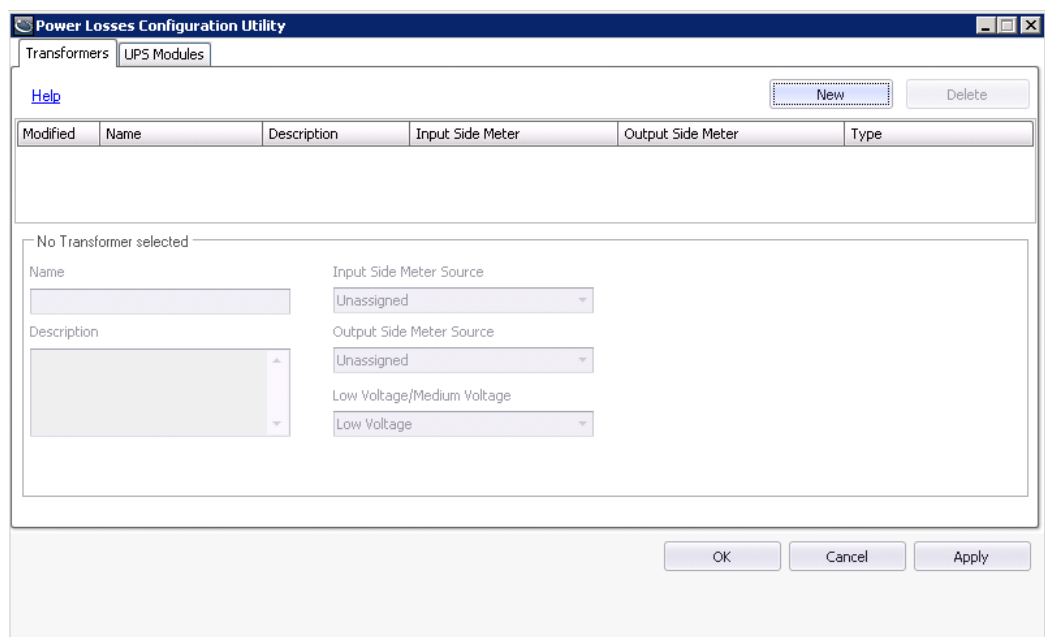 Power Losses Configuration Utility
Transformers UPS Modules
Help New Delete
Modified Name Description Input Side Meter Output Side Meter Type
No Transformer selected
Name Input Side Meter Source
Unassigned
Description Output Side Meter Source
Unassigned
Low Voltage/Medium Voltage
Low Voltage
OK Cancel Apply